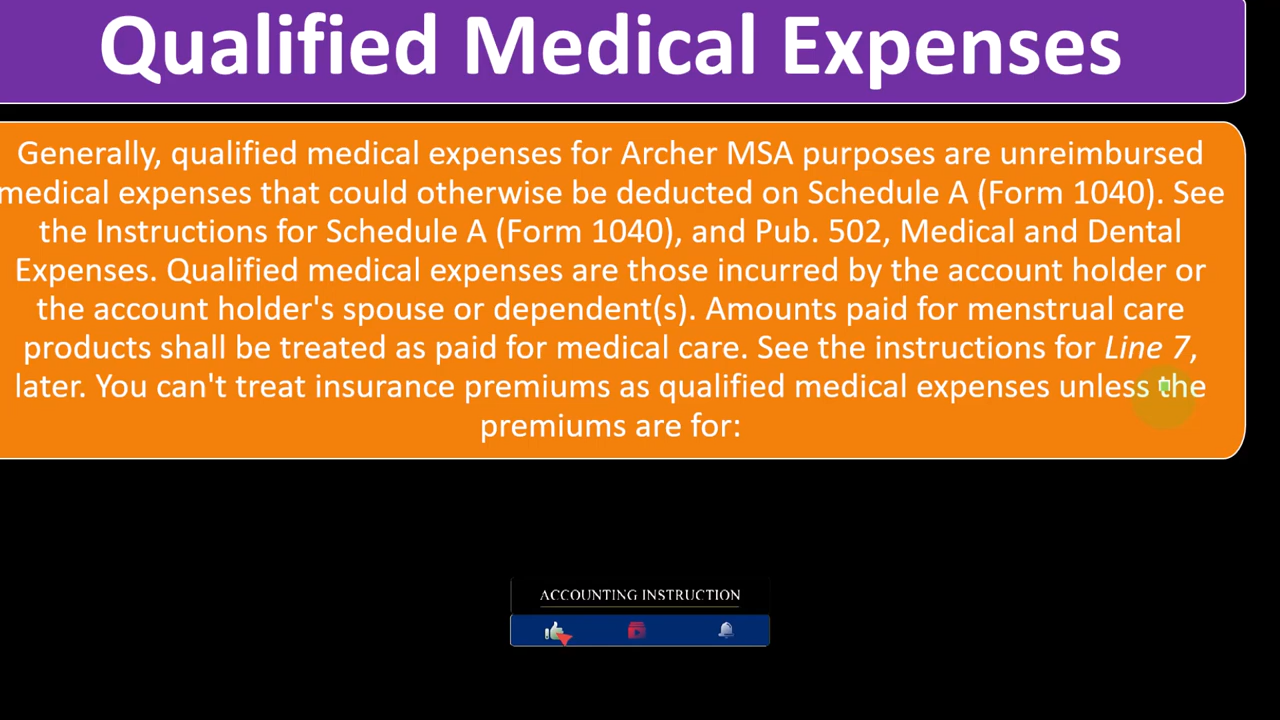 Qualified Medical Expenses
Generally, qualified medical expenses for Archer MSA purposes are unreimbursed
medical expenses that could otherwise be deducted on Schedule A (Form 1040). See
the Instructions for Schedule A (Form 1040), and Pub. 502, Medical and Dental
Expenses. Qualified medical expenses are those incurred by the account holder or
the account holder's spouse or dependent(s). Amounts paid for menstrual care
products shall be treated as paid for medical care. See the instructions for Line 7,
later. You can't treat insurance premiums as qualified medical expenses unless the
premiums are for:
ACCOUNTING INSTRUCTION